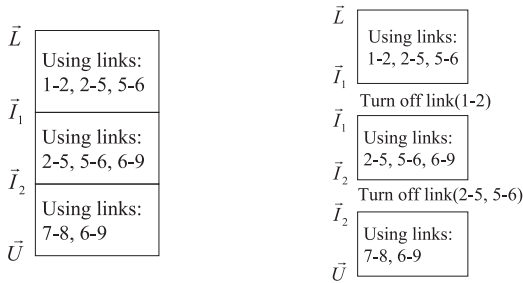 L⃗
Using links:
1-2, 2-5, 5-6
I⃗₁
Using links:
2-5, 5-6, 6-9
I⃗₂
Using links:
7-8, 6-9
U⃗
L⃗
Using links:
1-2, 2-5, 5-6
I⃗₁
Turn off link(1-2)
I⃗₁
Using links:
2-5, 5-6, 6-9
I⃗₂
Turn off link(2-5, 5-6)
I⃗₂
Using links:
7-8, 6-9
U⃗